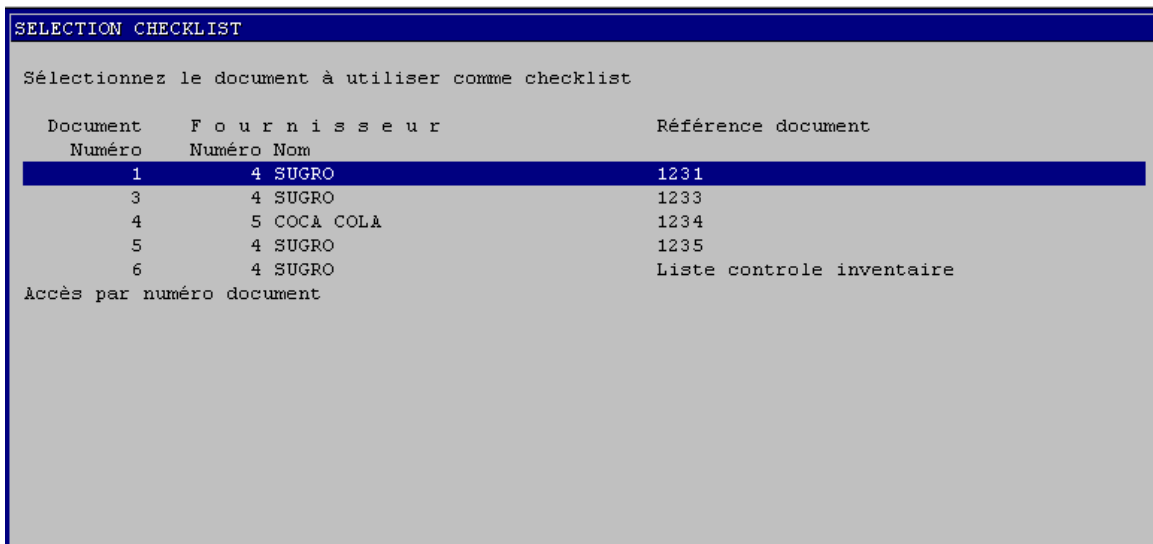 SELECTION CHECKLIST
Sélectionnez le document à utiliser comme checklist
Document F o u r n i s s e u r Référence document
Numéro Numéro Nom
1 4 SUGRO 1231
3 4 SUGRO 1233
4 5 COCA COLA 1234
5 4 SUGRO 1235
6 4 SUGRO Liste controle inventaire
Accès par numéro document